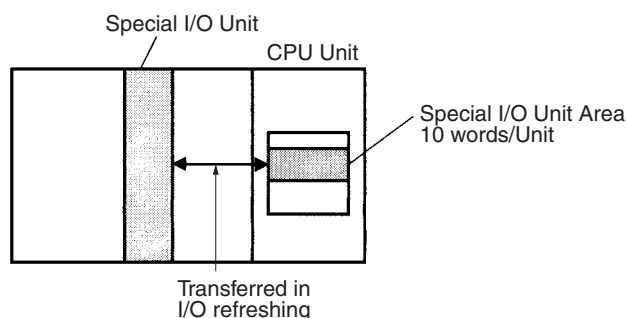 Special I/O Unit
CPU Unit
Special I/O Unit Area
10 words/Unit
Transferred in
I/O refreshing